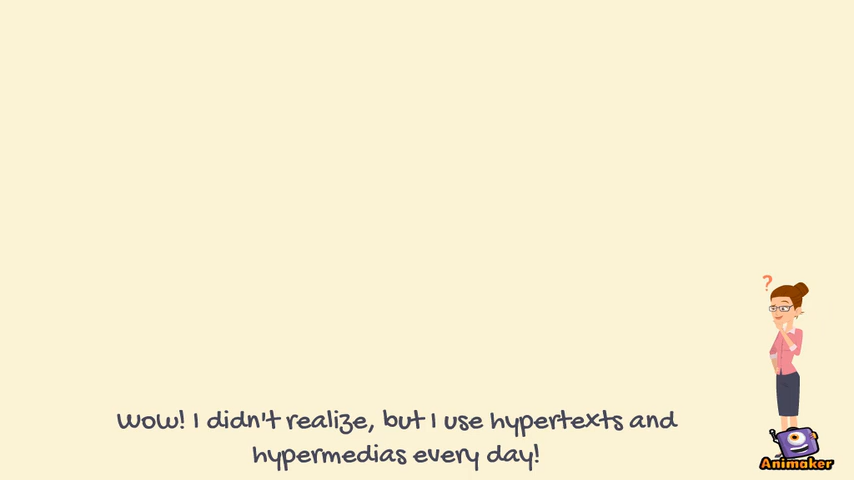 ?
Wow! I didn't realize, but I use hypertexts and
hypermedias every day!
Animaker